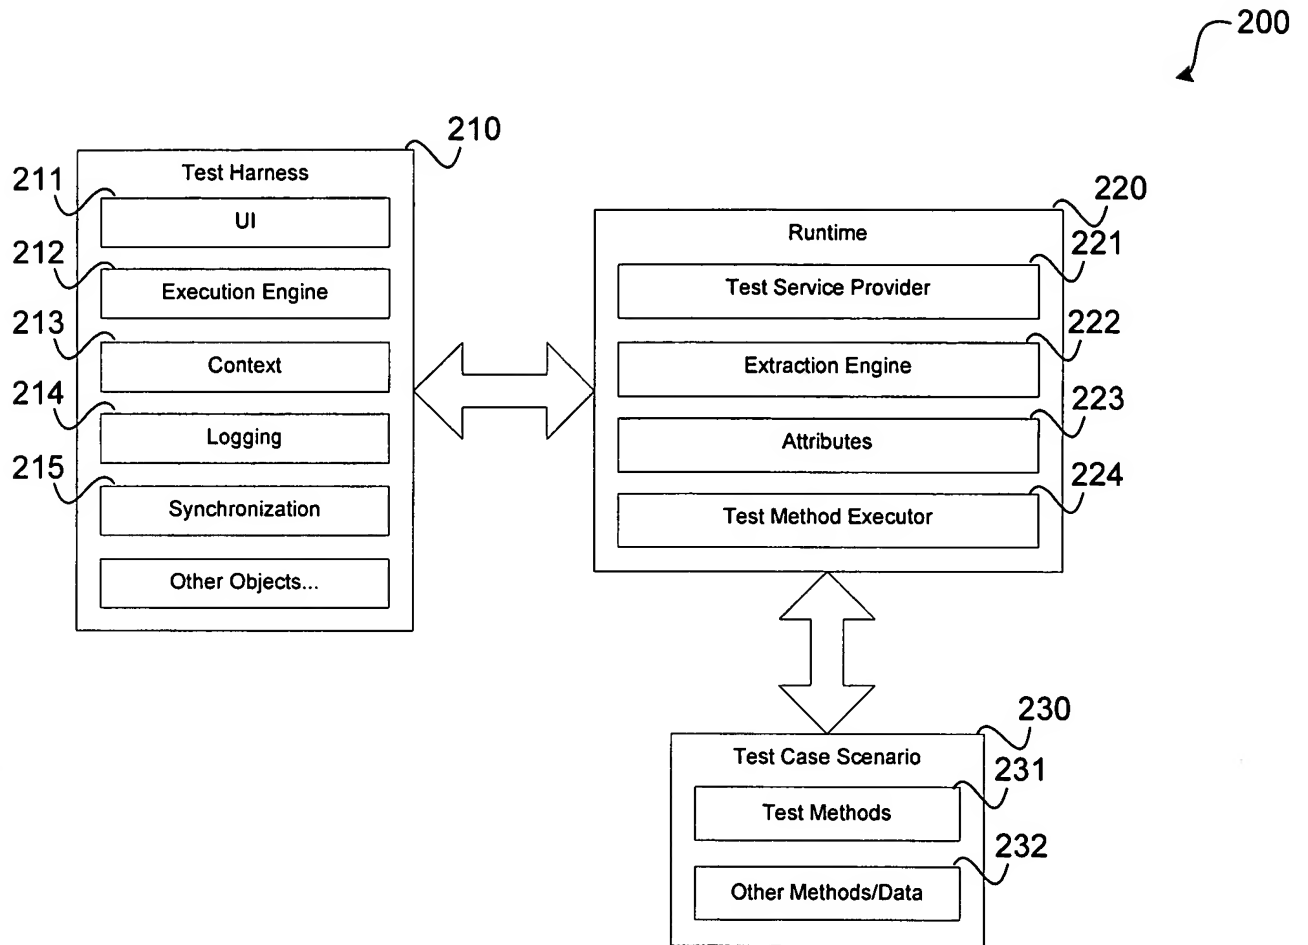 200
210
Test Harness
211
UI
212
Execution Engine
213
Context
214
Logging
215
Synchronization
Other Objects...
220
Runtime
221
Test Service Provider
222
Extraction Engine
223
Attributes
224
Test Method Executor
230
Test Case Scenario
231
Test Methods
232
Other Methods/Data